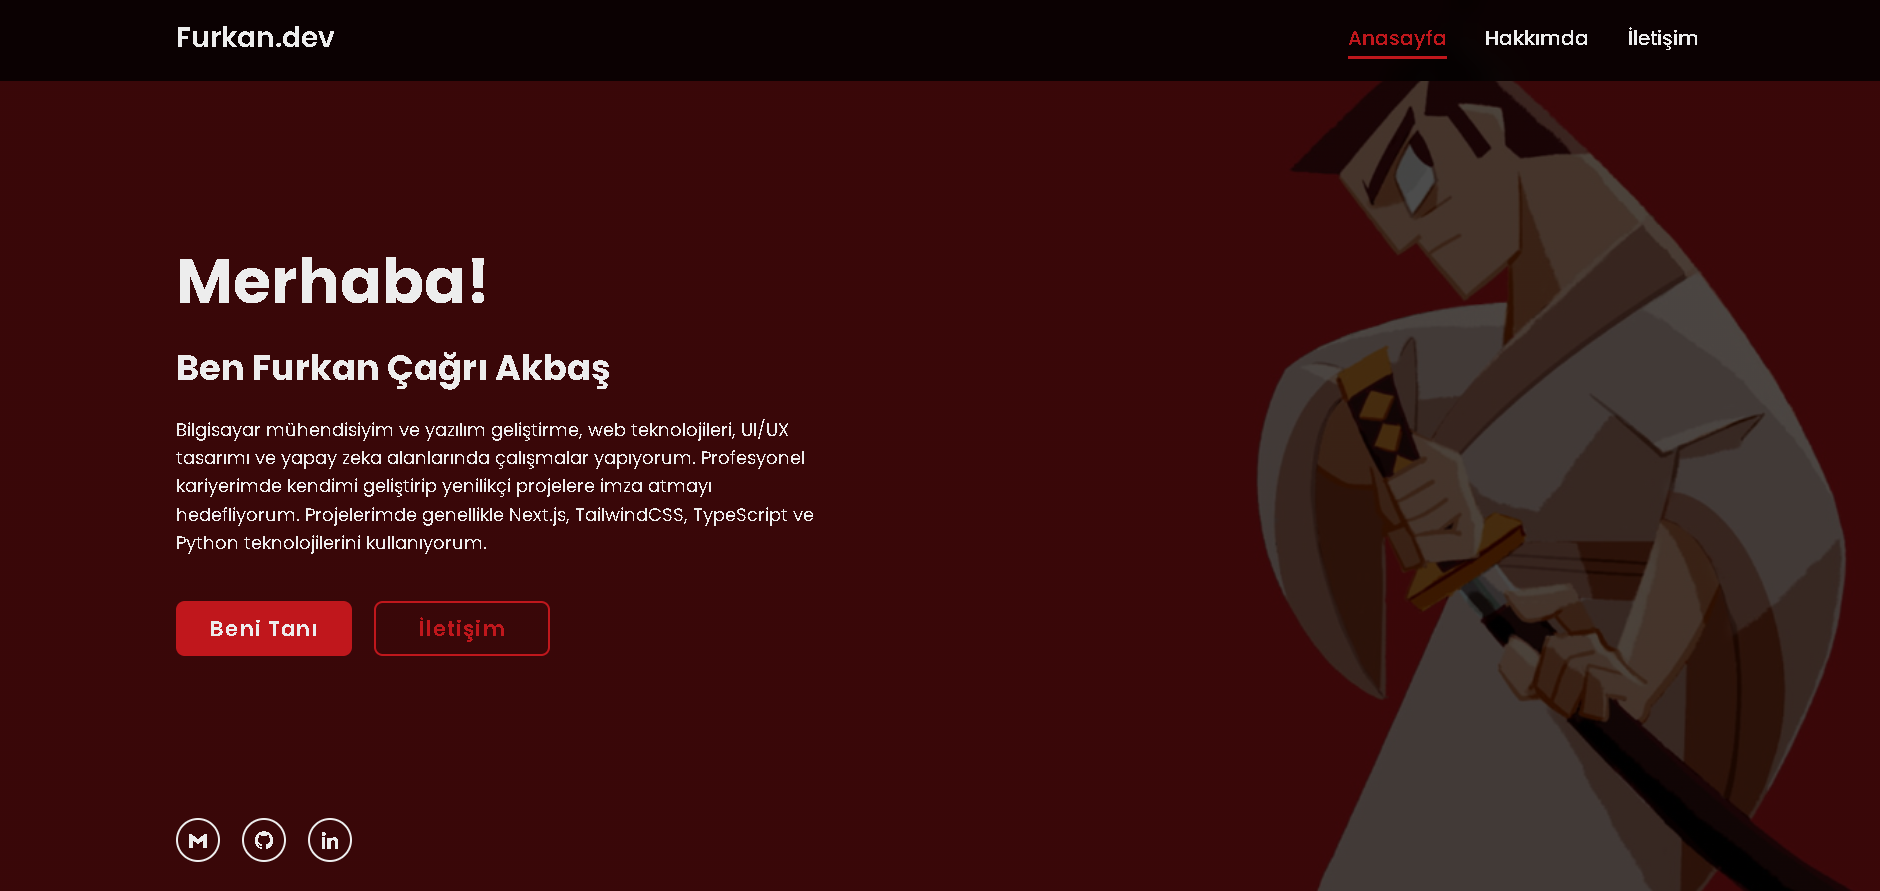 Furkan.dev
Anasayfa Hakkımda İletişim
Merhaba!
Ben Furkan Çağrı Akbaş
Bilgisayar mühendisiyim ve yazılım geliştirme, web teknolojileri, UI/UX
tasarımı ve yapay zeka alanlarında çalışmalar yapıyorum. Profesyonel
kariyerimde kendimi geliştirip yenilikçi projelere imza atmayı
hedefliyorum. Projelerimde genellikle Next.js, TailwindCSS, TypeScript ve
Python teknolojilerini kullanıyorum.
Beni Tanı İletişim
M in